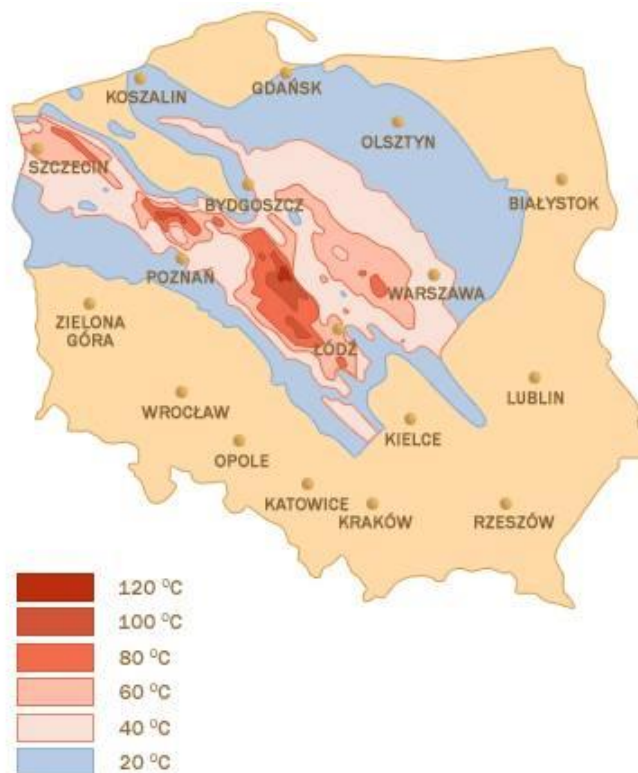 GDAŃSK
KOSZALIN
OLSZTYN
SZCZECIN
BIAŁYSTOK
BYDGOSZCZ
POZNAŃ
WARSZAWA
ZIELONA
GÓRA
ŁÓDŹ
LUBLIN
WROCŁAW
KIELCE
OPOLE
KATOWICE
KRAKÓW
RZESZÓW
120 °C
100 °C
80 °C
60 °C
40 °C
20 °C